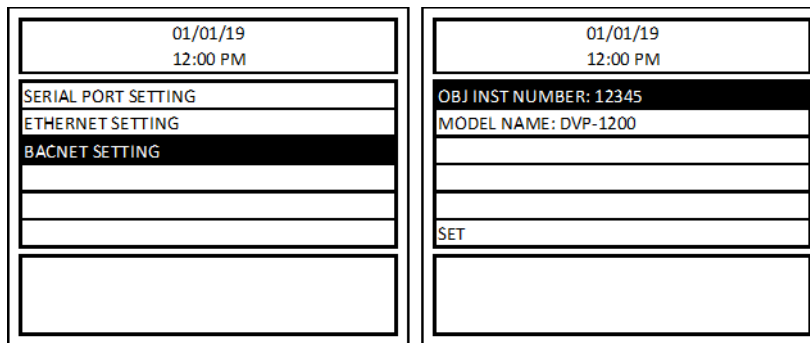 01/01/19
12:00 PM
SERIAL PORT SETTING
ETHERNET SETTING
BACNET SETTING
01/01/19
12:00 PM
OBJ INST NUMBER: 12345
MODEL NAME: DVP-1200
SET